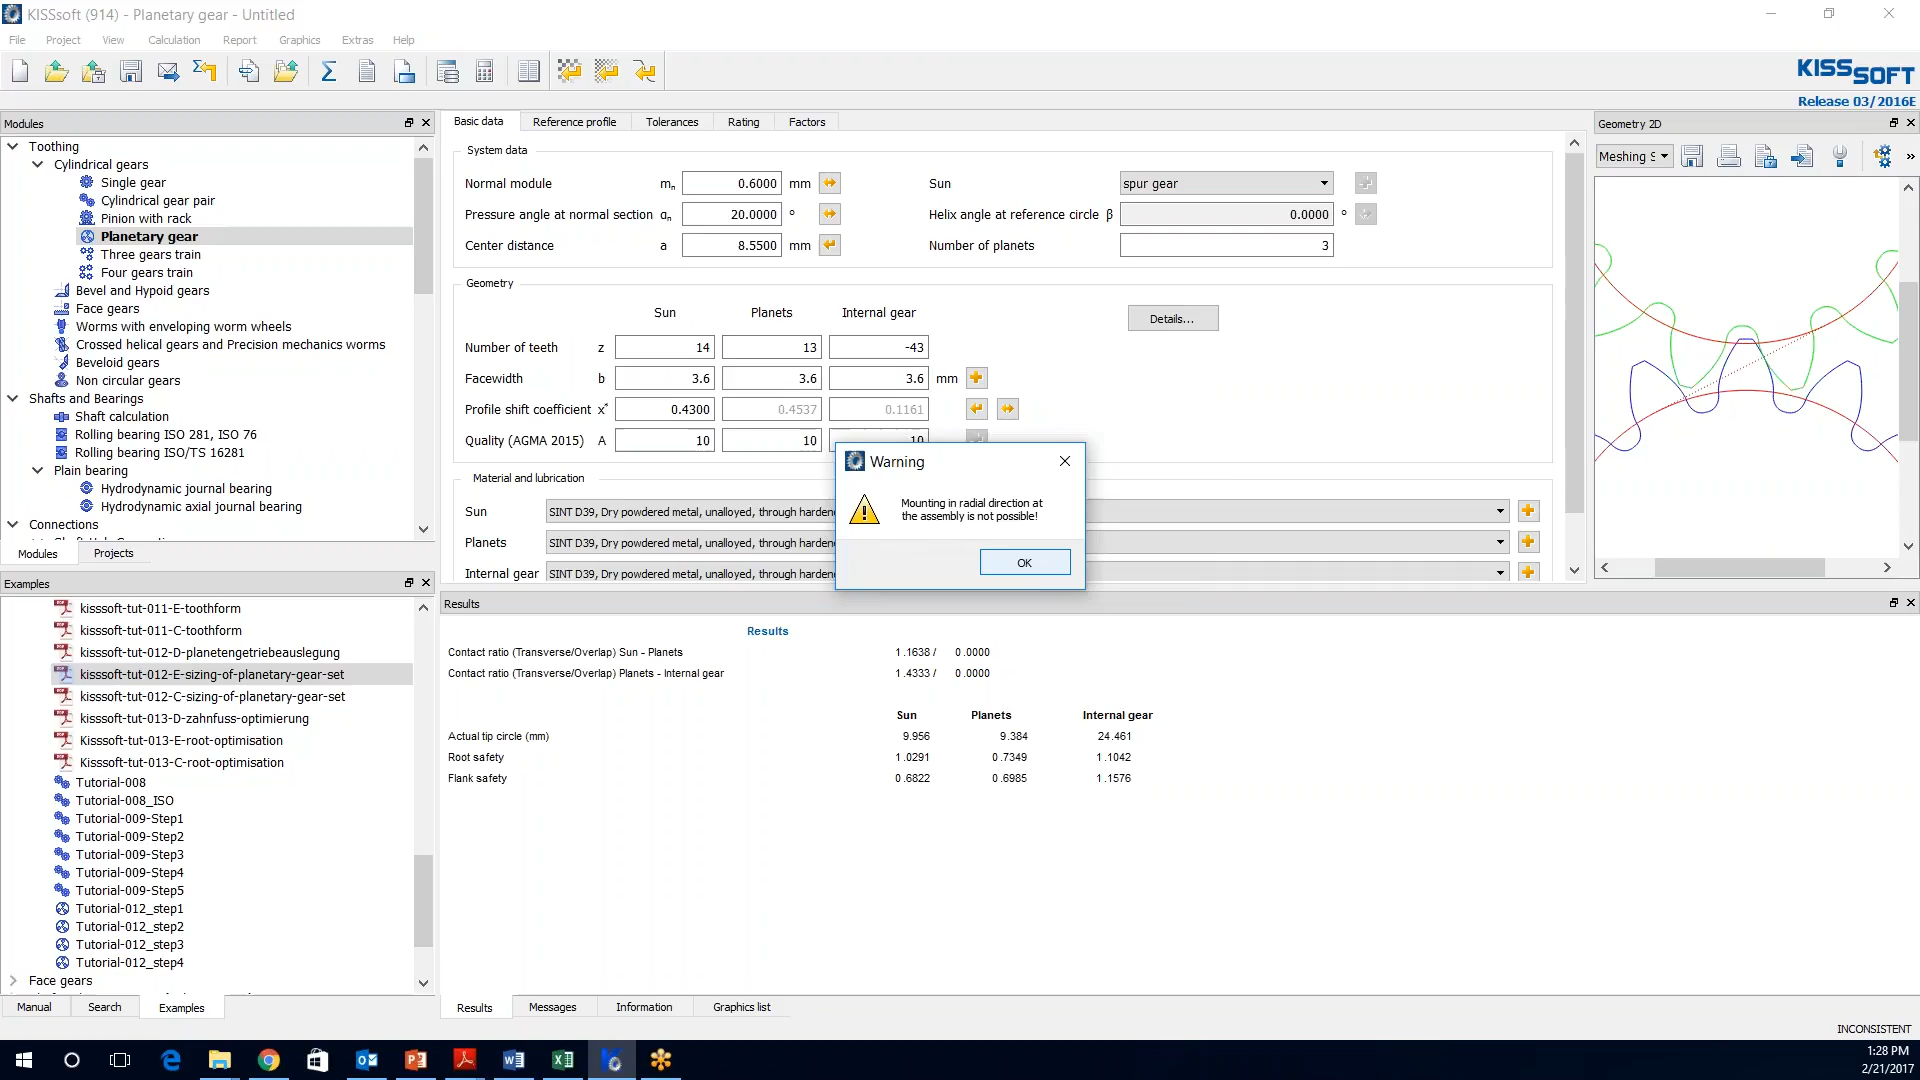 KISSsoft (914) - Planetary gear - Untitled
File Project View Calculation Report Graphics Extras Help
KISSSOFT
Release 03/2016E
Modules
Toothing
Cylindrical gears
Single gear
Cylindrical gear pair
Pinion with rack
Planetary gear
Three gears train
Four gears train
Bevel and Hypoid gears
Face gears
Worms with enveloping worm wheels
Crossed helical gears and Precision mechanics worms
Beveloid gears
Non circular gears
Shafts and Bearings
Shaft calculation
Rolling bearing ISO 281, ISO 76
Rolling bearing ISO/TS 16281
Plain bearing
Hydrodynamic journal bearing
Hydrodynamic axial journal bearing
Connections
Modules Projects
Examples
kisssoft-tut-011-E-toothform
kisssoft-tut-011-C-toothform
kisssoft-tut-012-D-planetengetriebeauslegung
kisssoft-tut-012-E-sizing-of-planetary-gear-set
kisssoft-tut-012-C-sizing-of-planetary-gear-set
kisssoft-tut-013-D-zahnfuss-optimierung
Kisssoft-tut-013-E-root-optimisation
Kisssoft-tut-013-C-root-optimisation
Tutorial-008
Tutorial-008_ISO
Tutorial-009-Step1
Tutorial-009-Step2
Tutorial-009-Step3
Tutorial-009-Step4
Tutorial-009-Step5
Tutorial-012_step1
Tutorial-012_step2
Tutorial-012_step3
Tutorial-012_step4
Face gears
Manual Search Examples
Basic data Reference profile Tolerances Rating Factors
System data
Normal module mn 0.6000 mm Sun spur gear
Pressure angle at normal section αn 20.0000 ° Helix angle at reference circle β 0.0000 °
Center distance a 8.5500 mm Number of planets 3
Geometry
Sun Planets Internal gear
Details...
Number of teeth z 14 13 -43
Facewidth b 3.6 3.6 3.6 mm
Profile shift coefficient x* 0.4300 0.4537 0.1161
Quality (AGMA 2015) A 10 10 10
Material and lubrication
Sun SINT D39, Dry powdered metal, unalloyed, through hardene
Planets SINT D39, Dry powdered metal, unalloyed, through hardene
Internal gear SINT D39, Dry powdered metal, unalloyed, through hardene
Warning
Mounting in radial direction at
the assembly is not possible!
OK
Geometry 2D
Meshing S
Results
Results
Contact ratio (Transverse/Overlap) Sun - Planets 1.1638 / 0.0000
Contact ratio (Transverse/Overlap) Planets - Internal gear 1.4333 / 0.0000
Sun Planets Internal gear
Actual tip circle (mm) 9.956 9.384 24.461
Root safety 1.0291 0.7349 1.1042
Flank safety 0.6822 0.6985 1.1576
Results Messages Information Graphics list
INCONSISTENT
1:28 PM
2/21/2017